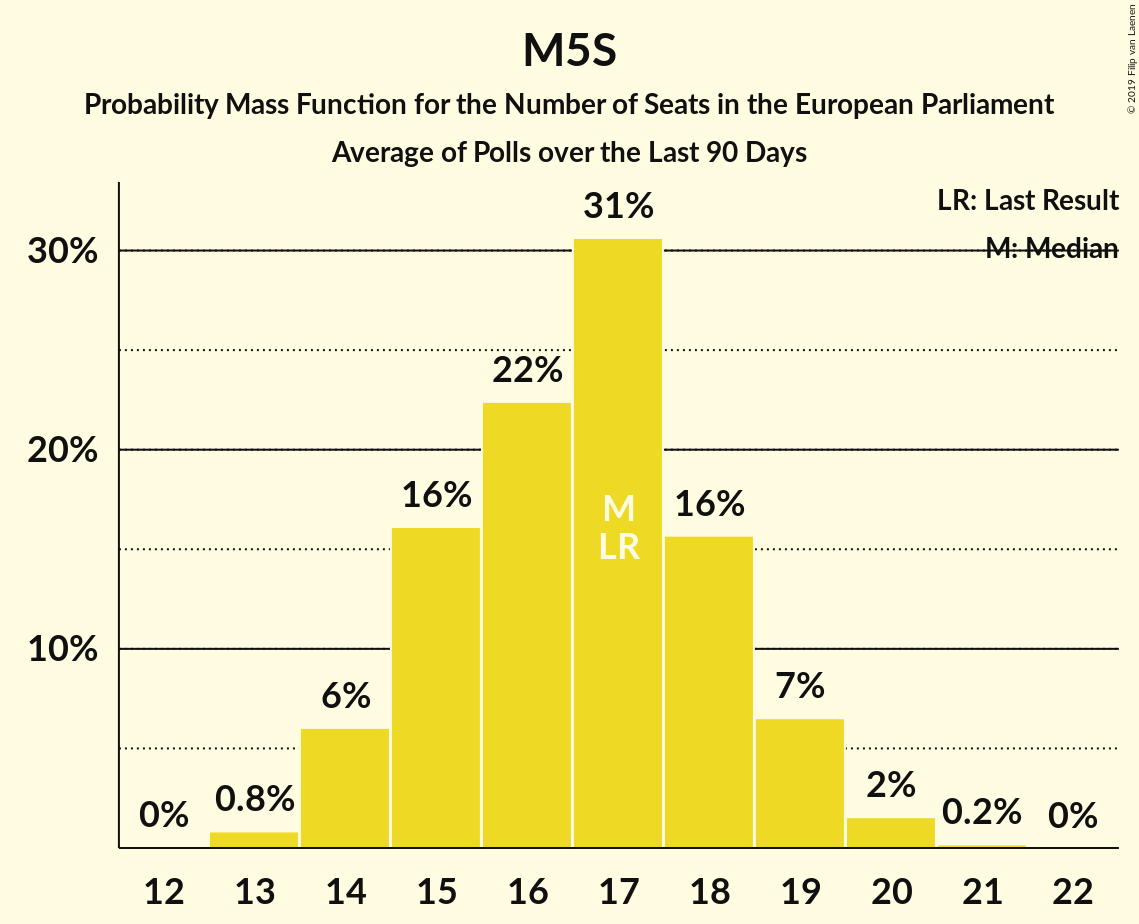 M5S
Probability Mass Function for the Number of Seats in the European Parliament
Average of Polls over the Last 90 Days
© 2019 Filip van Laenen
LR: Last Result
M: Median
30%
20%
10%
0%
0.8%
6%
16%
22%
31%
16%
7%
2%
0.2%
0%
M
LR
12 13 14 15 16 17 18 19 20 21 22